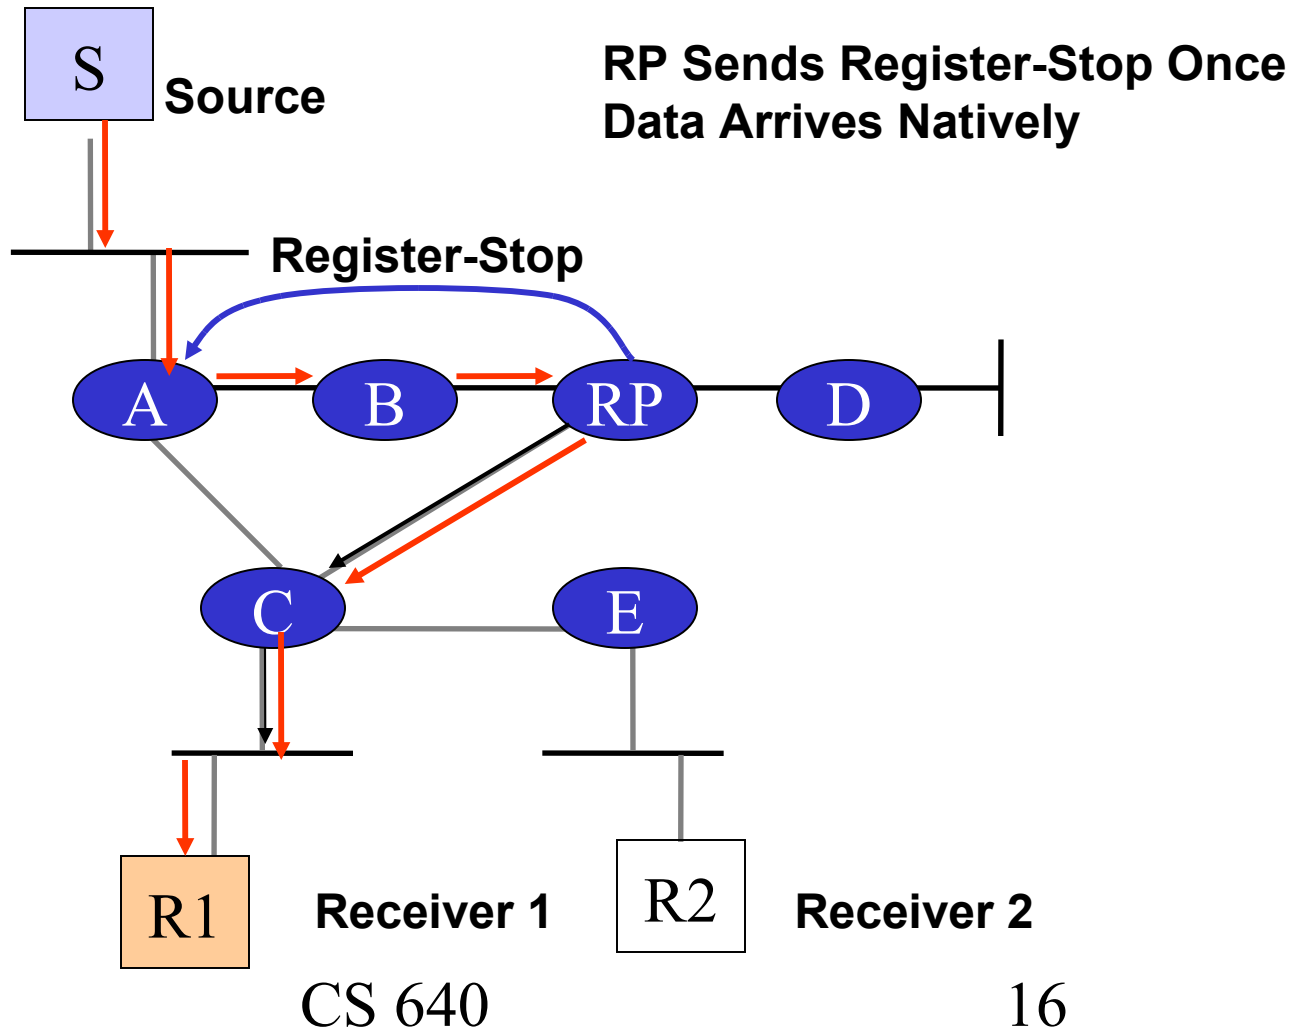 S
Source
RP Sends Register-Stop Once
Data Arrives Natively
Register-Stop
A
B
RP
D
C
E
R1
Receiver 1
R2
Receiver 2
CS 640
16